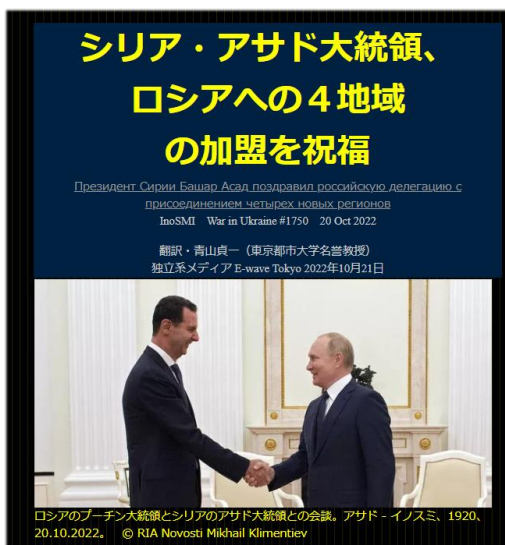 シリア・アサド大統領、
ロシアへの４地域
の加盟を祝福
Президент Сирии Башар Асад поздравил российскую делегацию с
присоединением четырех новых регионов
InoSMI War in Ukraine #1750 20 Oct 2022
翻訳・青山貞一（東京都市大学名誉教授）
独立系メディア E-wave Tokyo 2022年10月21日
ロシアのプーチン大統領とシリアのアサド大統領との会談。アサド - イノスミ、1920、
20.10.2022。 © RIA Novosti Mikhail Klimentiev